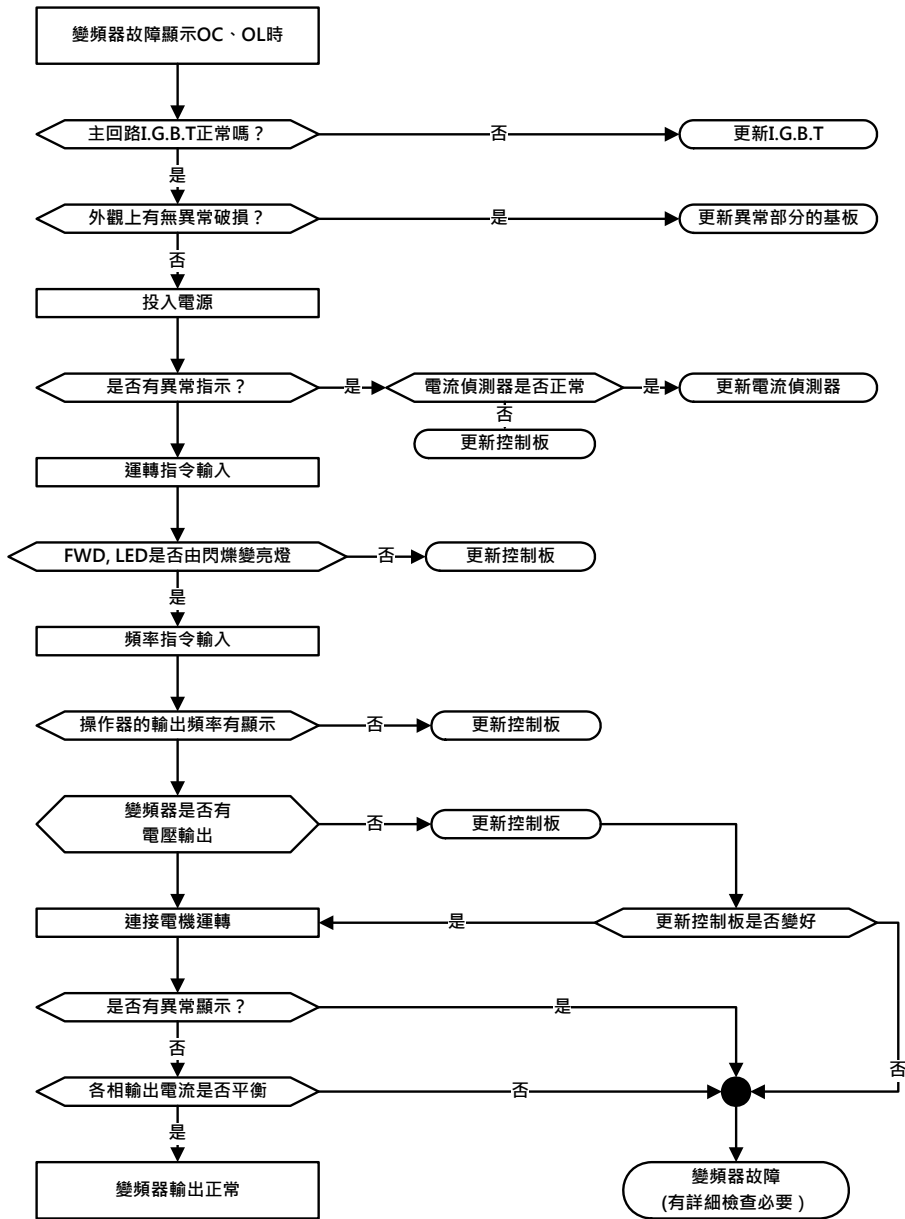 變頻器故障顯示OC、OL時
主回路I.G.B.T正常嗎？
否
更新I.G.B.T
是
外觀上有無異常破損？
是
更新異常部分的基板
否
投入電源
是否有異常指示？
是
電流偵測器是否正常
是
更新電流偵測器
否
更新控制板
運轉指令輸入
FWD, LED是否由閃爍變亮燈
否
更新控制板
是
頻率指令輸入
操作器的輸出頻率有顯示
否
更新控制板
變頻器是否有
電壓輸出
否
更新控制板
連接電機運轉
是
更新控制板是否變好
是否有異常顯示？
是
否
否
各相輸出電流是否平衡
否
是
變頻器輸出正常
變頻器故障
(有詳細檢查必要 )